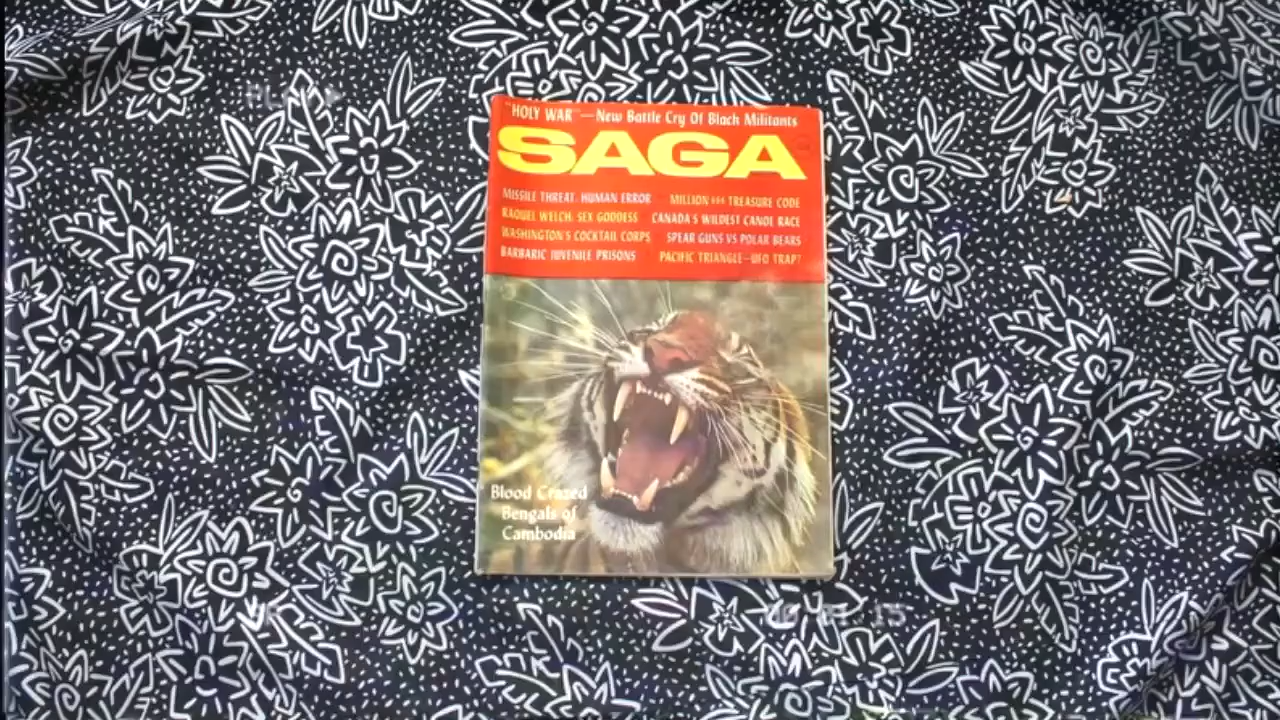 "HOLY WAR"—New Battle Cry Of Black Militants
SAGA
MISSILE THREAT: HUMAN ERROR
RAQUEL WELCH: SEX GODDESS
WASHINGTON'S COCKTAIL CORPS
BARBARIC JUVENILE PRISONS
MILLION $$$ TREASURE CODE
CANADA'S WILDEST CANOE RACE
SPEAR GUNS VS POLAR BEARS
PACIFIC TRIANGLE—UFO TRAP?
Blood Crazed
Bengals of
Cambodia
PLAY